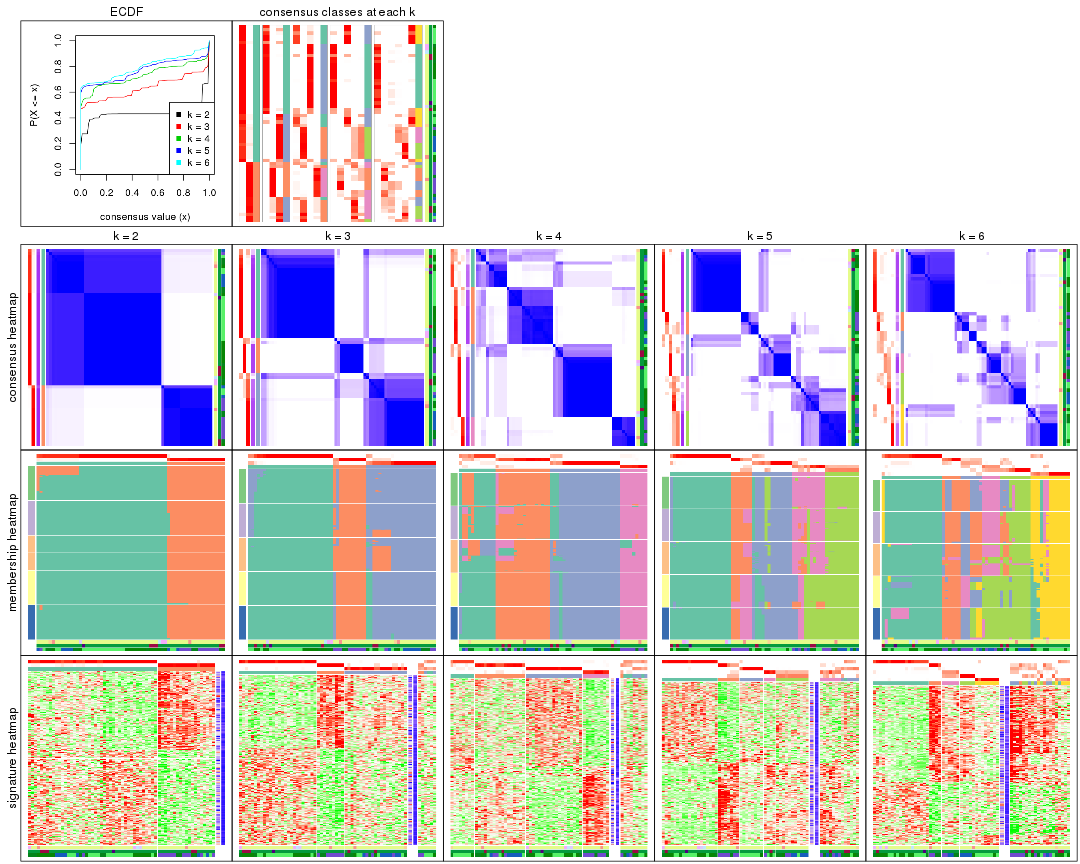 ECDF
consensus classes at each k
P(X <= x)
1.0
0.8
0.6
0.4
0.2
0.0
k = 2
k = 3
k = 4
k = 5
k = 6
0.0 0.2 0.4 0.6 0.8 1.0
consensus value (x)
k = 2
k = 3
k = 4
k = 5
k = 6
consensus heatmap
membership heatmap
signature heatmap